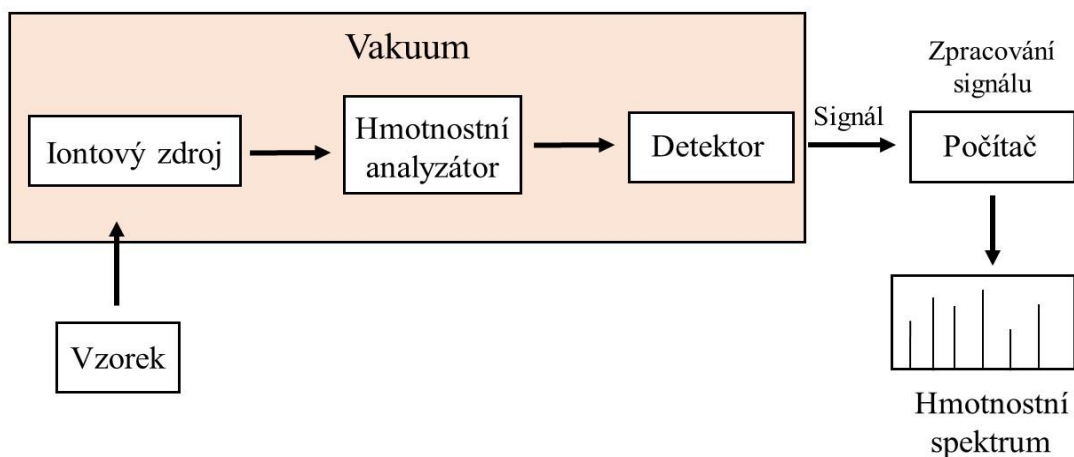 Vakuum
Iontový zdroj
Hmotnostní
analyzátor
Detektor
Signál
Zpracování
signálu
Počítač
Vzorek
Hmotnostní
spektrum